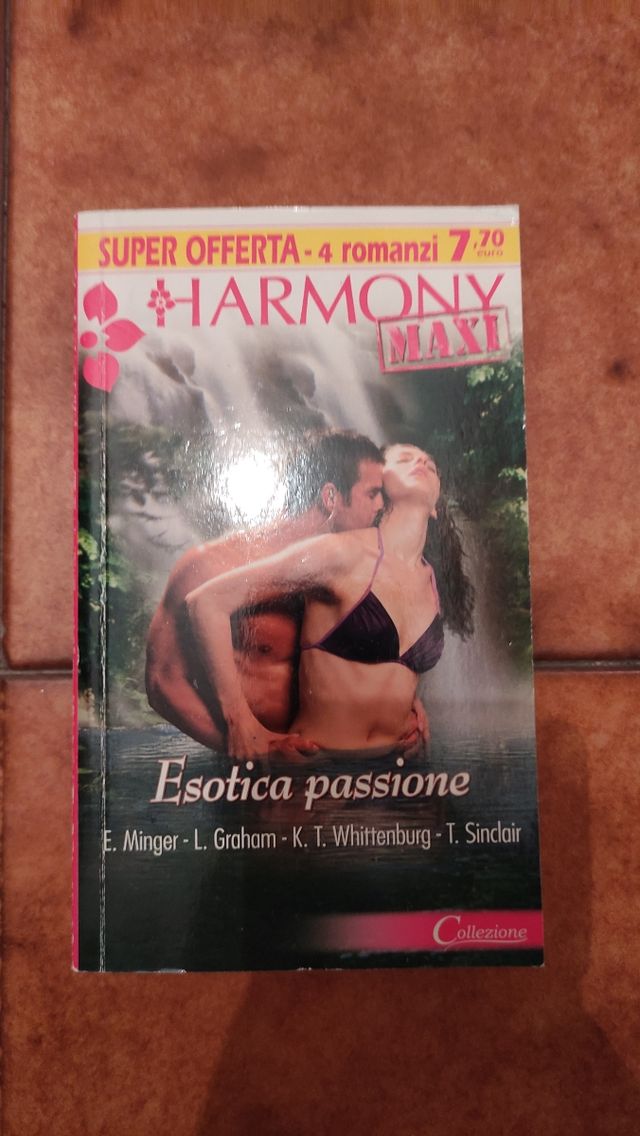 SUPER OFFERTA - 4 romanzi 7,70 euro
HARMONY
MAXI
Esotica passione
E. Minger - L. Graham - K. T. Whittenburg - T. Sinclair
Collezione